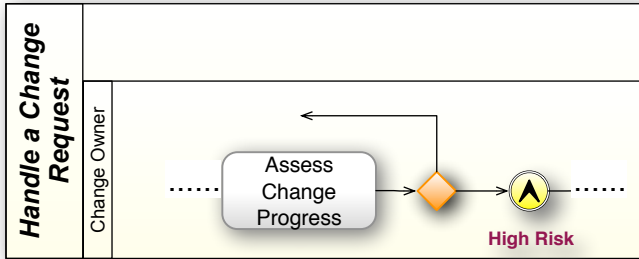 Handle a Change
Request
Change Owner
Assess
Change
Progress
High Risk